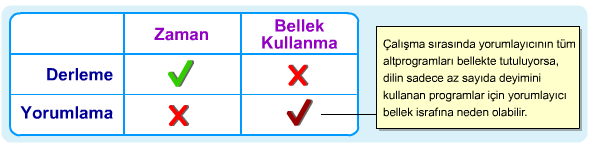 Zaman
Bellek
Kullanma
Derleme
Yorumlama
Çalışma sırasında yorumlayıcının tüm
altprogramları bellekte tutuluyorsa,
dilin sadece az sayıda deyimini
kullanan programlar için yorumlayıcı
bellek israfına neden olabilir.